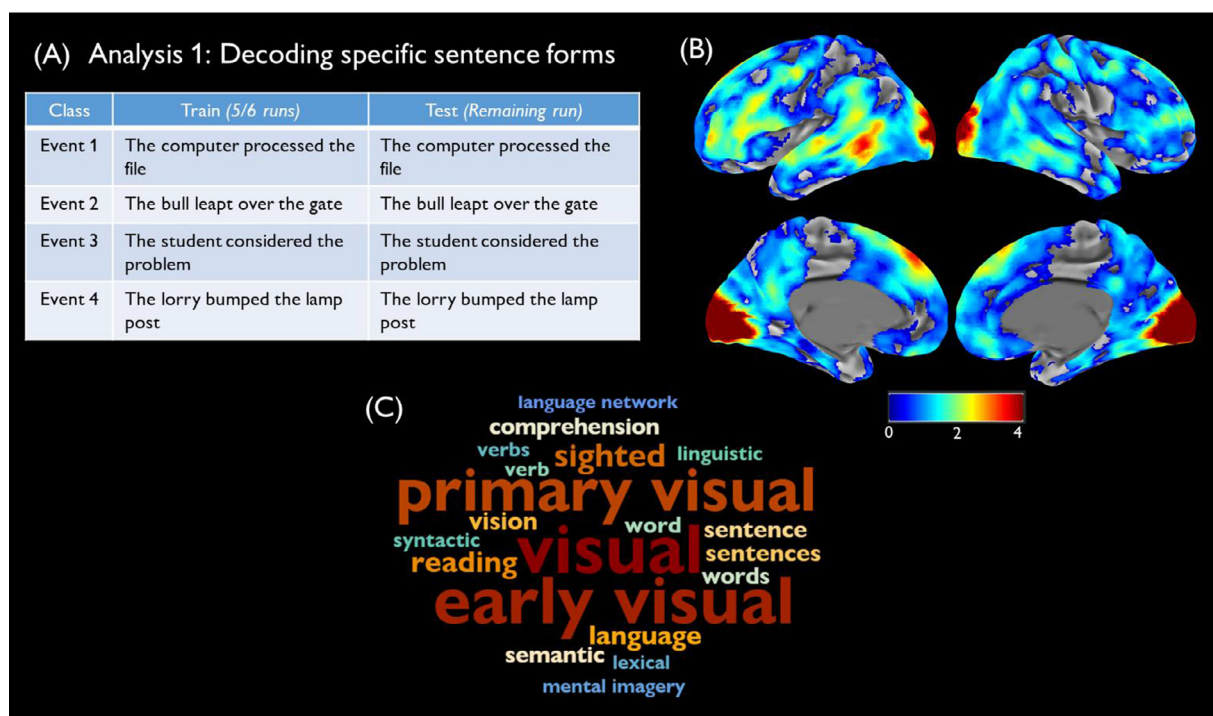 (A) Analysis 1: Decoding specific sentence forms
Class Train (5/6 runs) Test (Remaining run)
Event 1 The computer processed the file The computer processed the file
Event 2 The bull leapt over the gate The bull leapt over the gate
Event 3 The student considered the problem The student considered the problem
Event 4 The lorry bumped the lamp post The lorry bumped the lamp post
(B)
0 2 4
(C)
language network
comprehension
verbs sighted linguistic
verb
primary visual
vision word sentence
syntactic visual sentences
reading words
early visual
language
semantic lexical
mental imagery